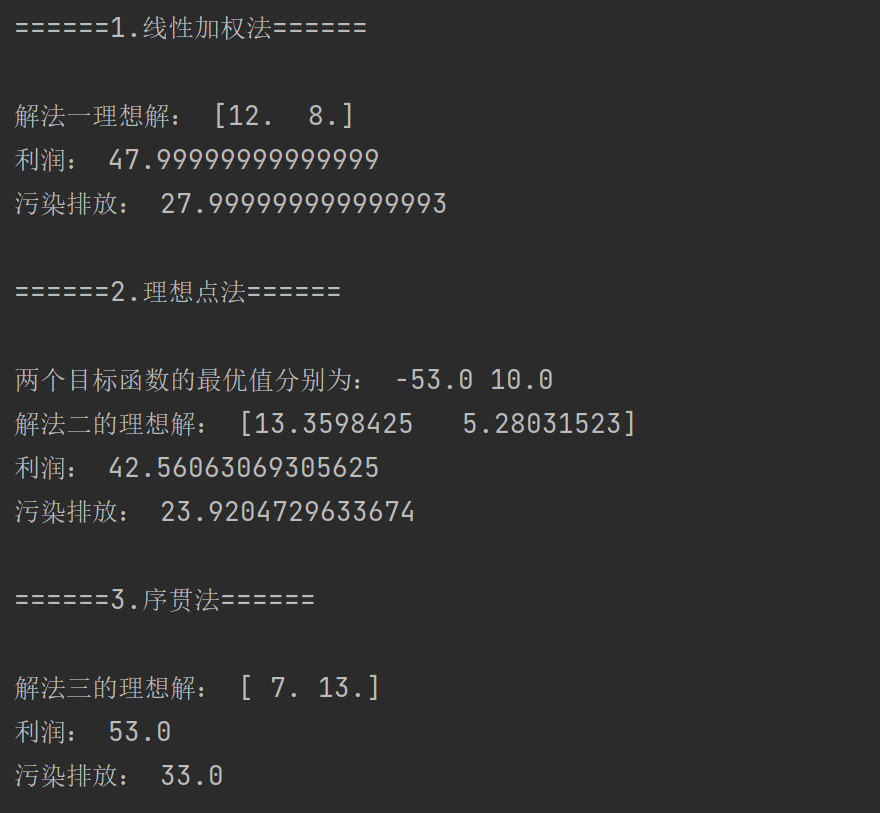 ======1.线性加权法======
解法一理想解： [12.  8.]
利润： 47.99999999999999
污染排放： 27.999999999999993
======2.理想点法======
两个目标函数的最优值分别为： -53.0 10.0
解法二的理想解： [13.3598425   5.28031523]
利润： 42.56063069305625
污染排放： 23.9204729633674
======3.序贯法======
解法三的理想解： [ 7. 13.]
利润： 53.0
污染排放： 33.0